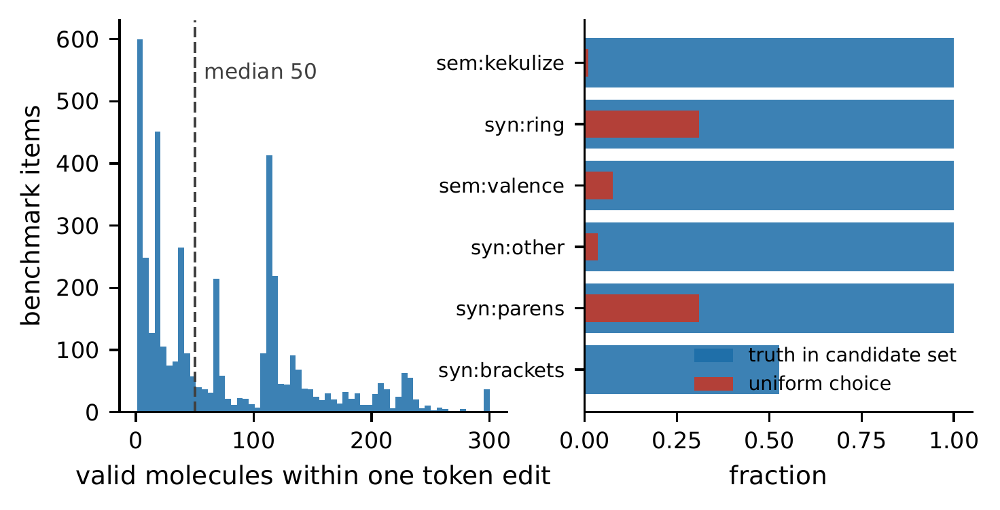 600
500
400
300
200
100
0
benchmark items
median 50
0
100
200
300
valid molecules within one token edit
sem:kekulize
syn:ring
sem:valence
syn:other
syn:parens
syn:brackets
truth in candidate set
uniform choice
0.00
0.25
0.50
0.75
1.00
fraction